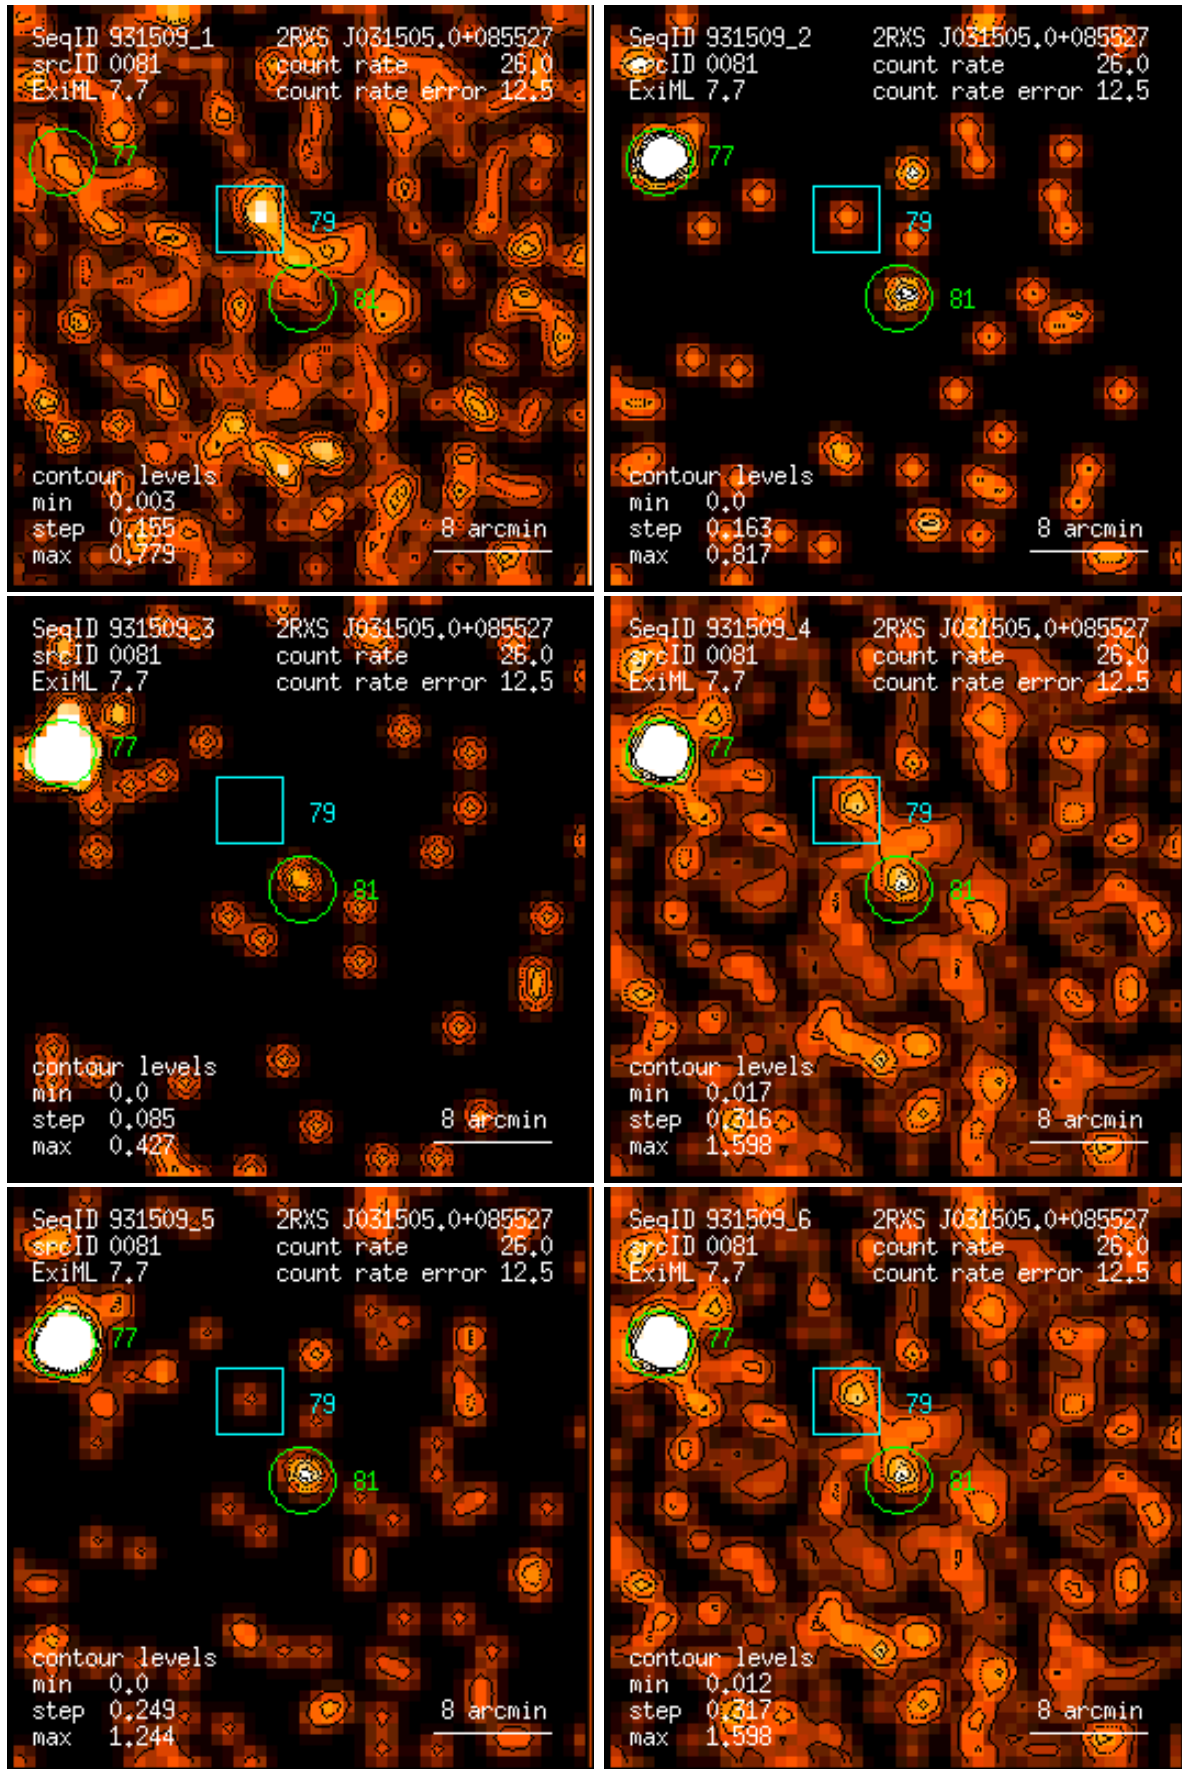 SeqID 931509_1 2RXS J031505.0+085527
srcID 0081 count rate 26.0
ExiML 7.7 count rate error 12.5
77
79
81
contour levels
min 0.003
step 0.155 8 arcmin
max 0.779
SeqID 931509_2 2RXS J031505.0+085527
srcID 0081 count rate 26.0
ExiML 7.7 count rate error 12.5
77
79
81
contour levels
min 0.0
step 0.163 8 arcmin
max 0.817
SeqID 931509_3 2RXS J031505.0+085527
srcID 0081 count rate 26.0
ExiML 7.7 count rate error 12.5
77
79
81
contour levels
min 0.0
step 0.085 8 arcmin
max 0.427
SeqID 931509_4 2RXS J031505.0+085527
srcID 0081 count rate 26.0
ExiML 7.7 count rate error 12.5
77
79
81
contour levels
min 0.017
step 0.316 8 arcmin
max 1.598
SeqID 931509_5 2RXS J031505.0+085527
srcID 0081 count rate 26.0
ExiML 7.7 count rate error 12.5
77
79
81
contour levels
min 0.0
step 0.249 8 arcmin
max 1.244
SeqID 931509_6 2RXS J031505.0+085527
srcID 0081 count rate 26.0
ExiML 7.7 count rate error 12.5
77
79
81
contour levels
min 0.012
step 0.317 8 arcmin
max 1.598